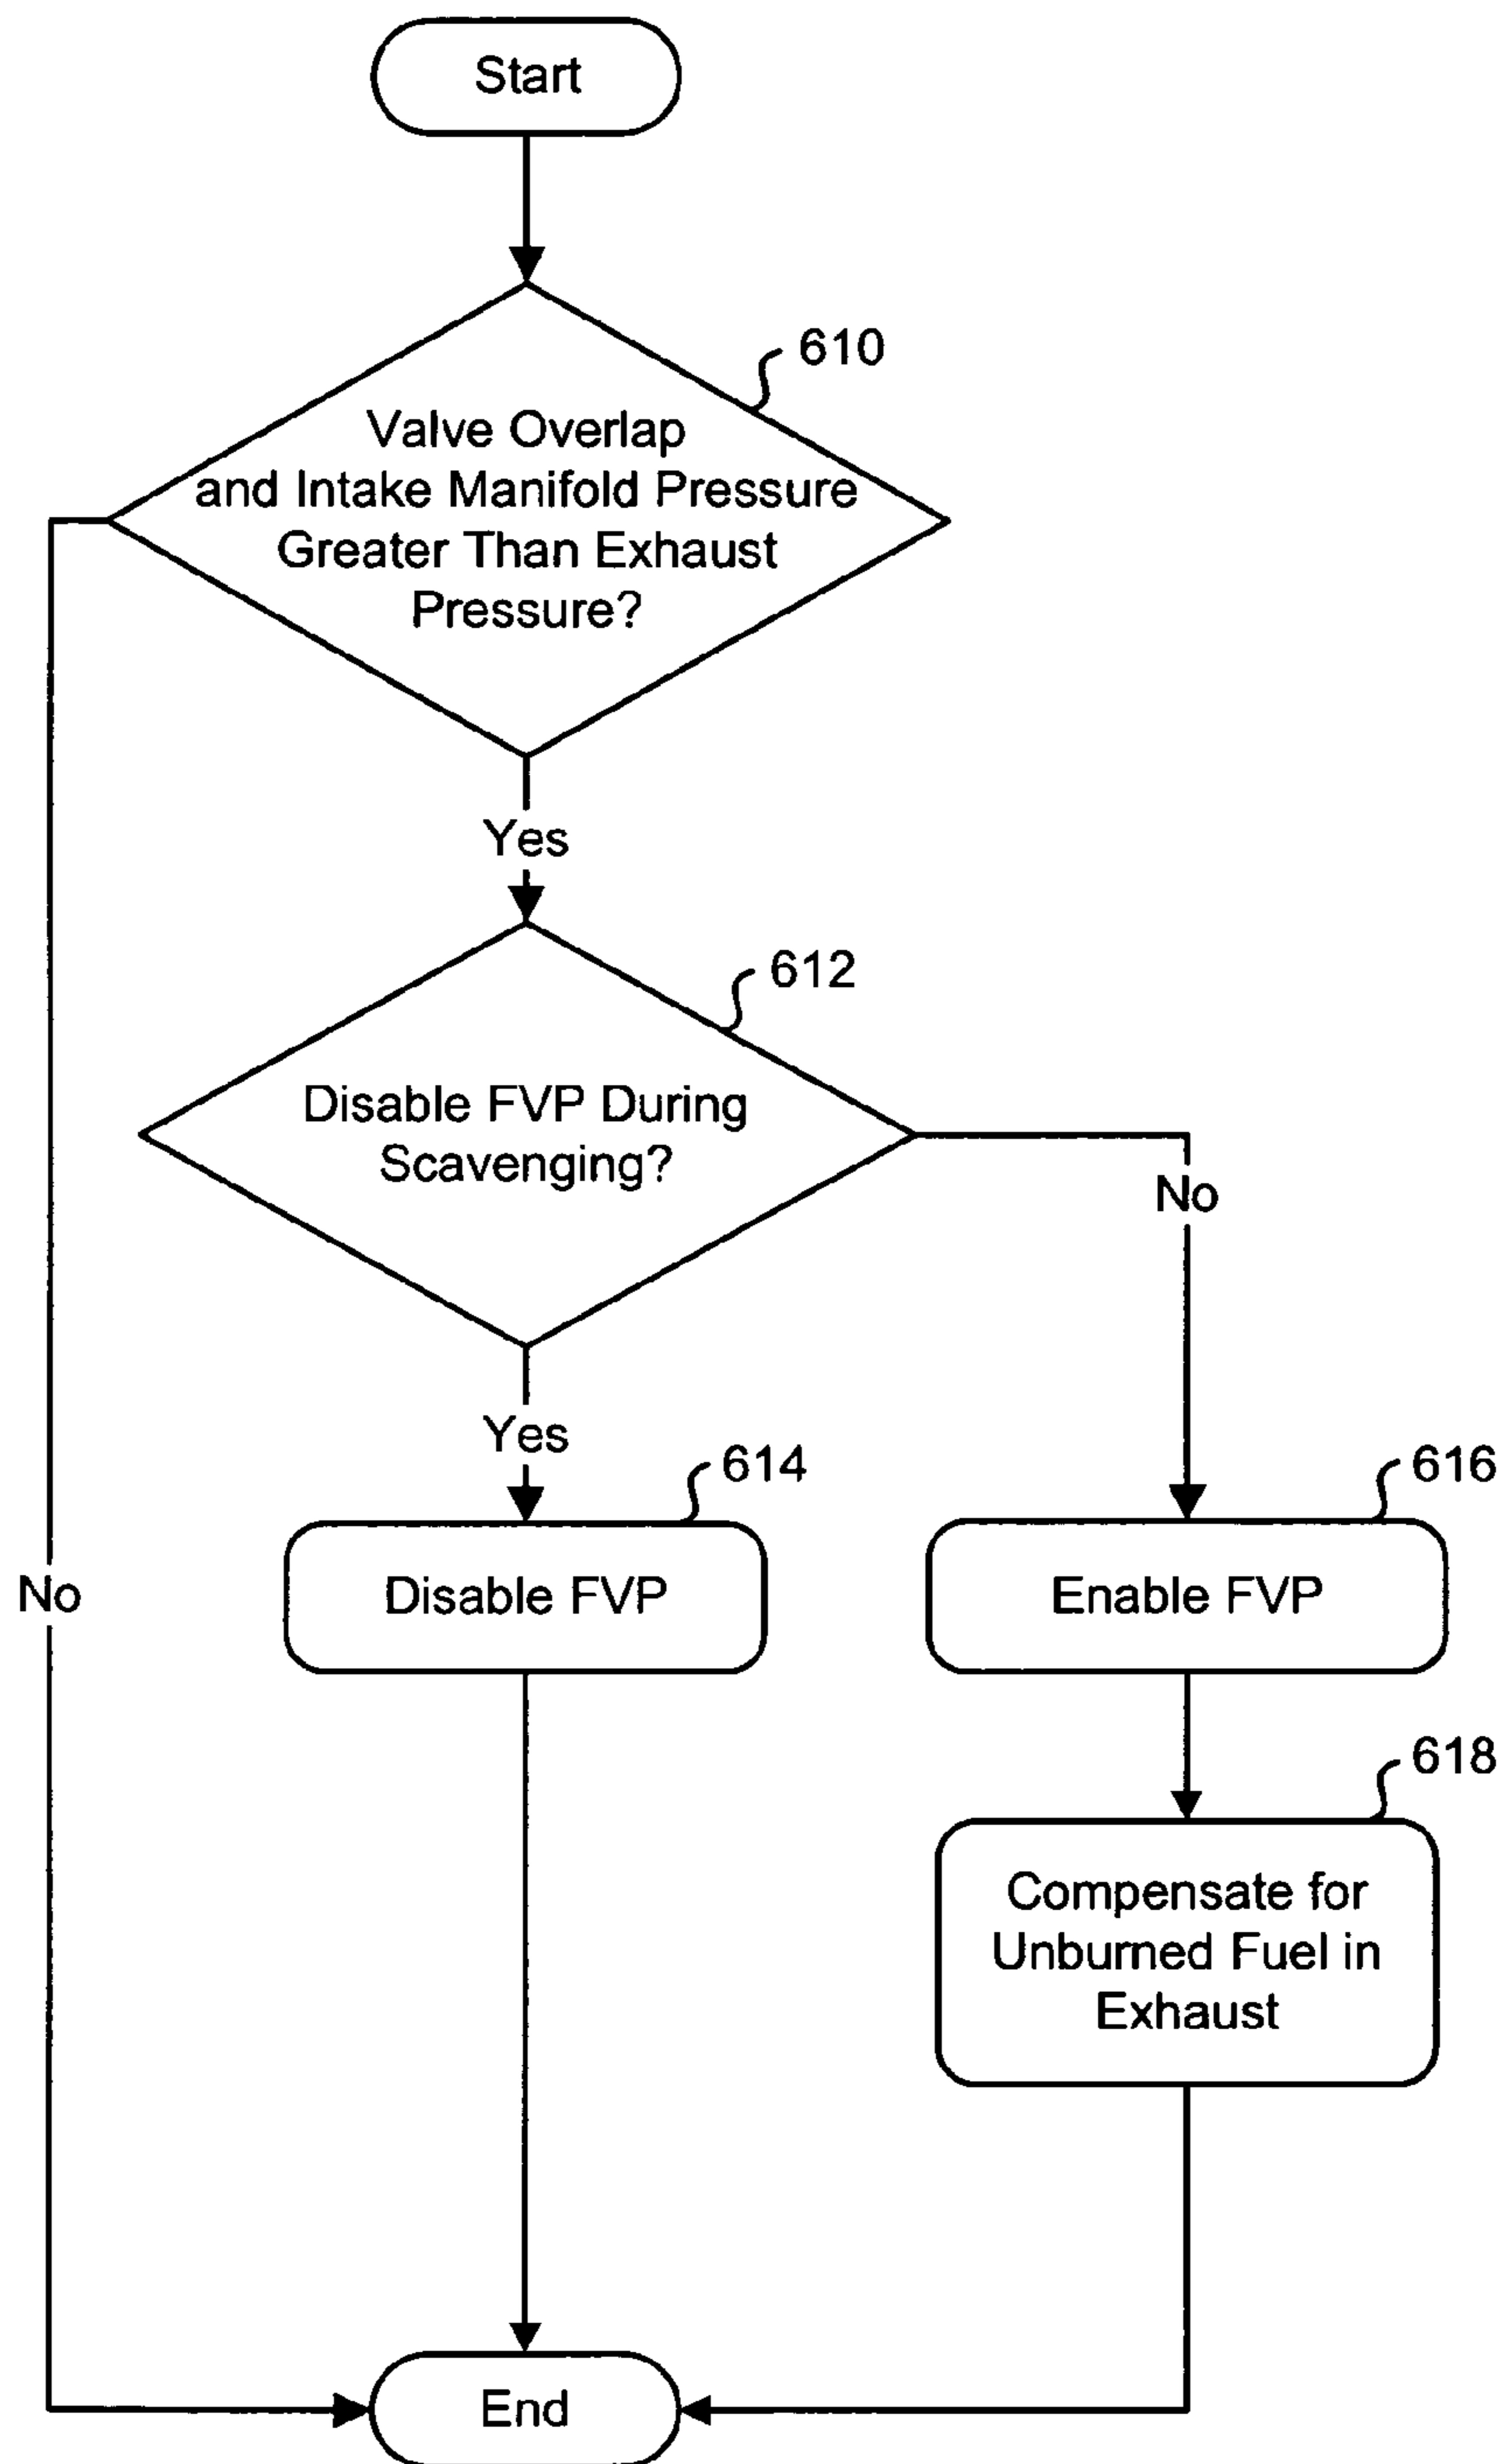 Start
610
Valve Overlap
and Intake Manifold Pressure
Greater Than Exhaust
Pressure?
Yes
612
Disable FVP During
Scavenging?
No
Yes
614
616
No
Disable FVP
Enable FVP
618
Compensate for
Unburned Fuel in
Exhaust
End